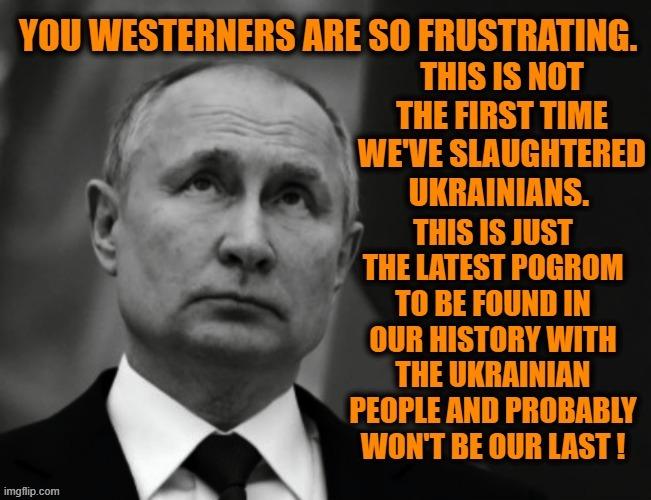 YOU WESTERNERS ARE SO FRUSTRATING.
THIS IS NOT
THE FIRST TIME
WE'VE SLAUGHTERED
UKRAINIANS.
THIS IS JUST
THE LATEST POGROM
TO BE FOUND IN
OUR HISTORY WITH
THE UKRAINIAN
PEOPLE AND PROBABLY
WON'T BE OUR LAST !
imgflip.com